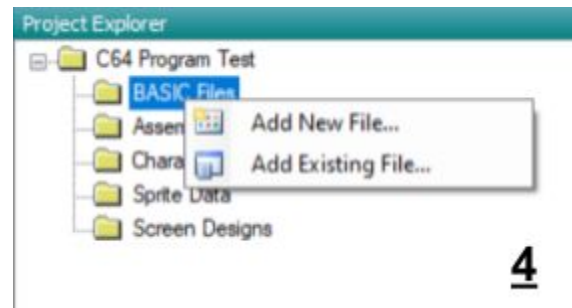 Project Explorer
C64 Program Test
BASIC Files
Add New File...
Add Existing File...
Sprite Data
Screen Designs
4